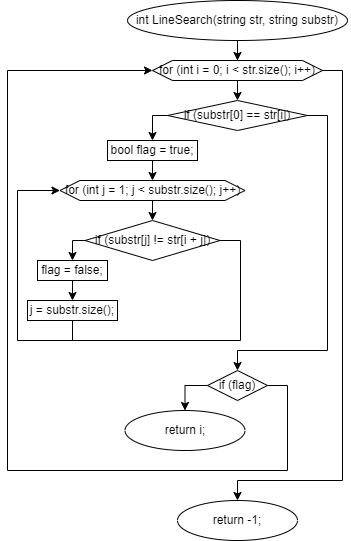 int LineSearch(string str, string substr)
for (int i = 0; i < str.size(); i++)
if (substr[0] == str[i])
bool flag = true;
for (int j = 1; j < substr.size(); j++)
if (substr[j] != str[i + j])
flag = false;
j = substr.size();
if (flag)
return i;
return -1;